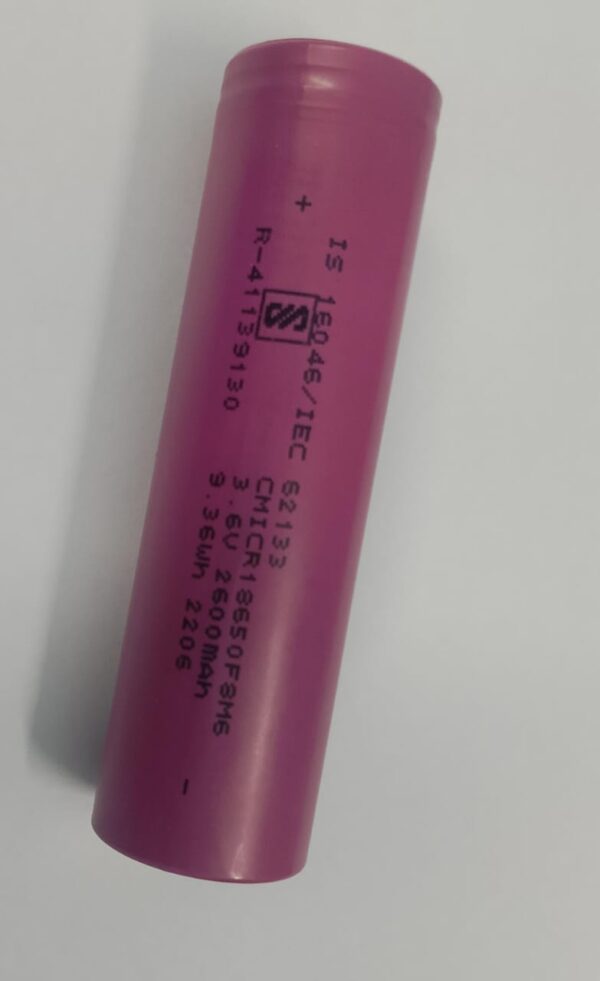 +
IS 16046/IEC 62133
R-41139130
CMICR18650F8M6
3.6V 2600mAh
9.36Wh 2206
-